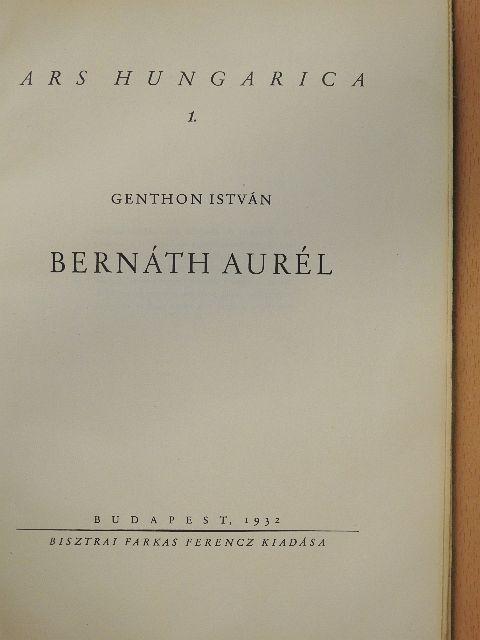 ARS HUNGARICA
1.
GENTHON ISTVÁN
BERNÁTH AURÉL
BUDAPEST, 1932
BISZTRAI FARKAS FERENCZ KIADÁSA